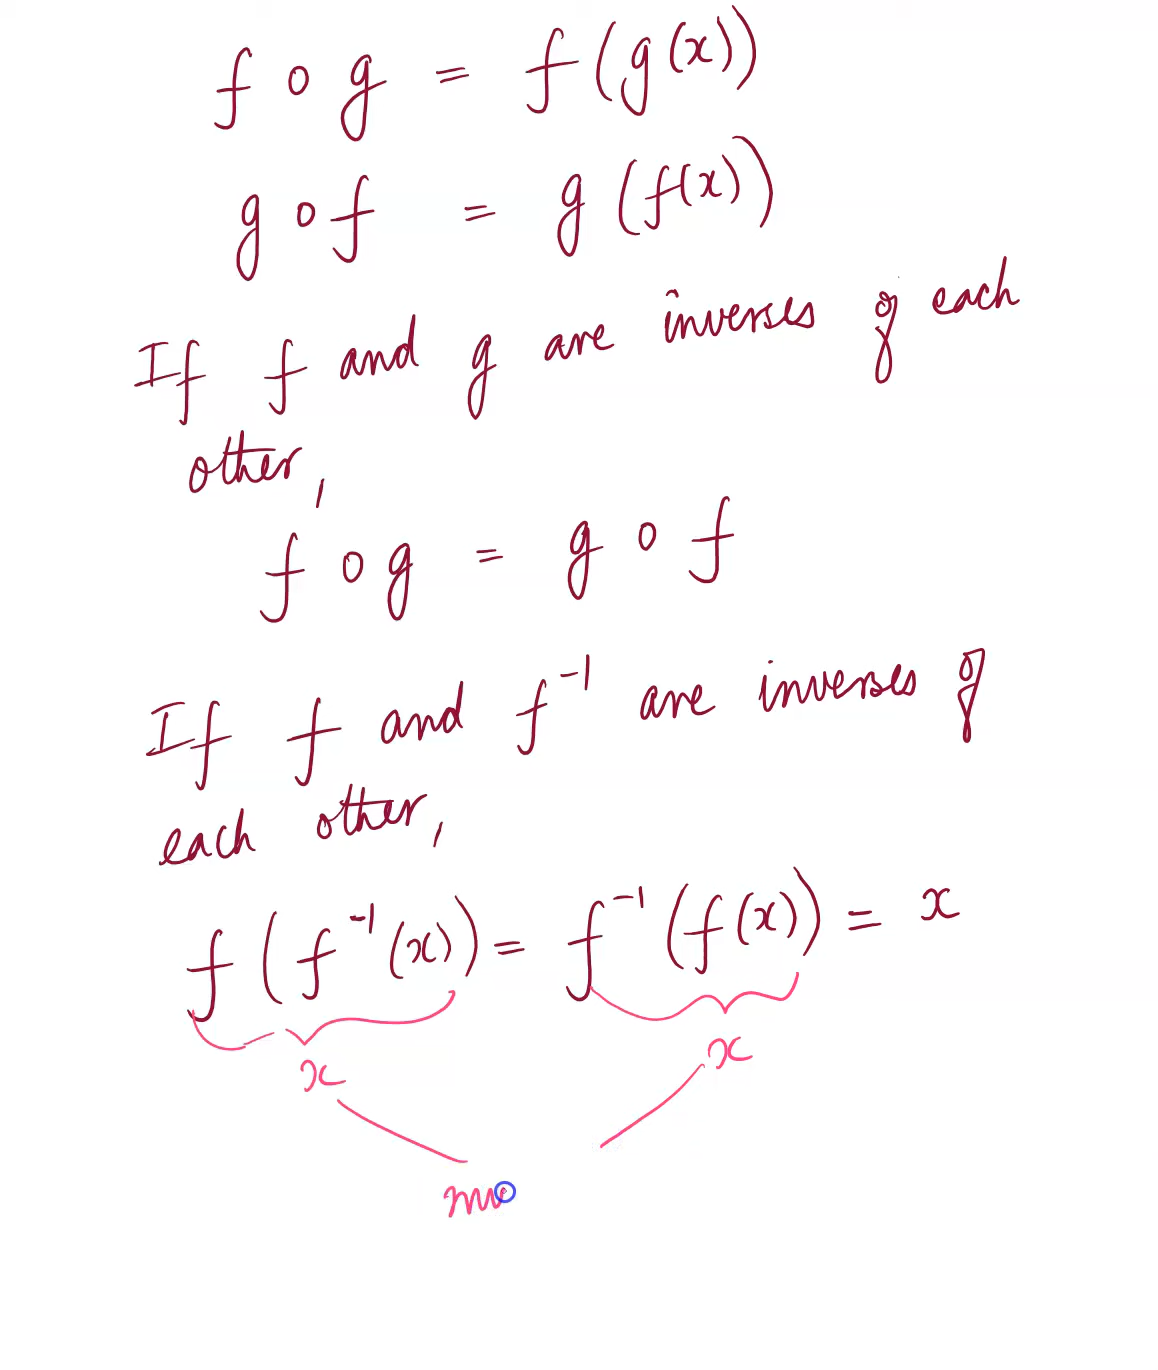 f o g = f(g(x))
g o f = g(f(x))
If f and g are inverses of each
other,
f o g = g o f
If f and f⁻¹ are inverses of
each other,
f(f⁻¹(x)) = f⁻¹(f(x)) = x
x x